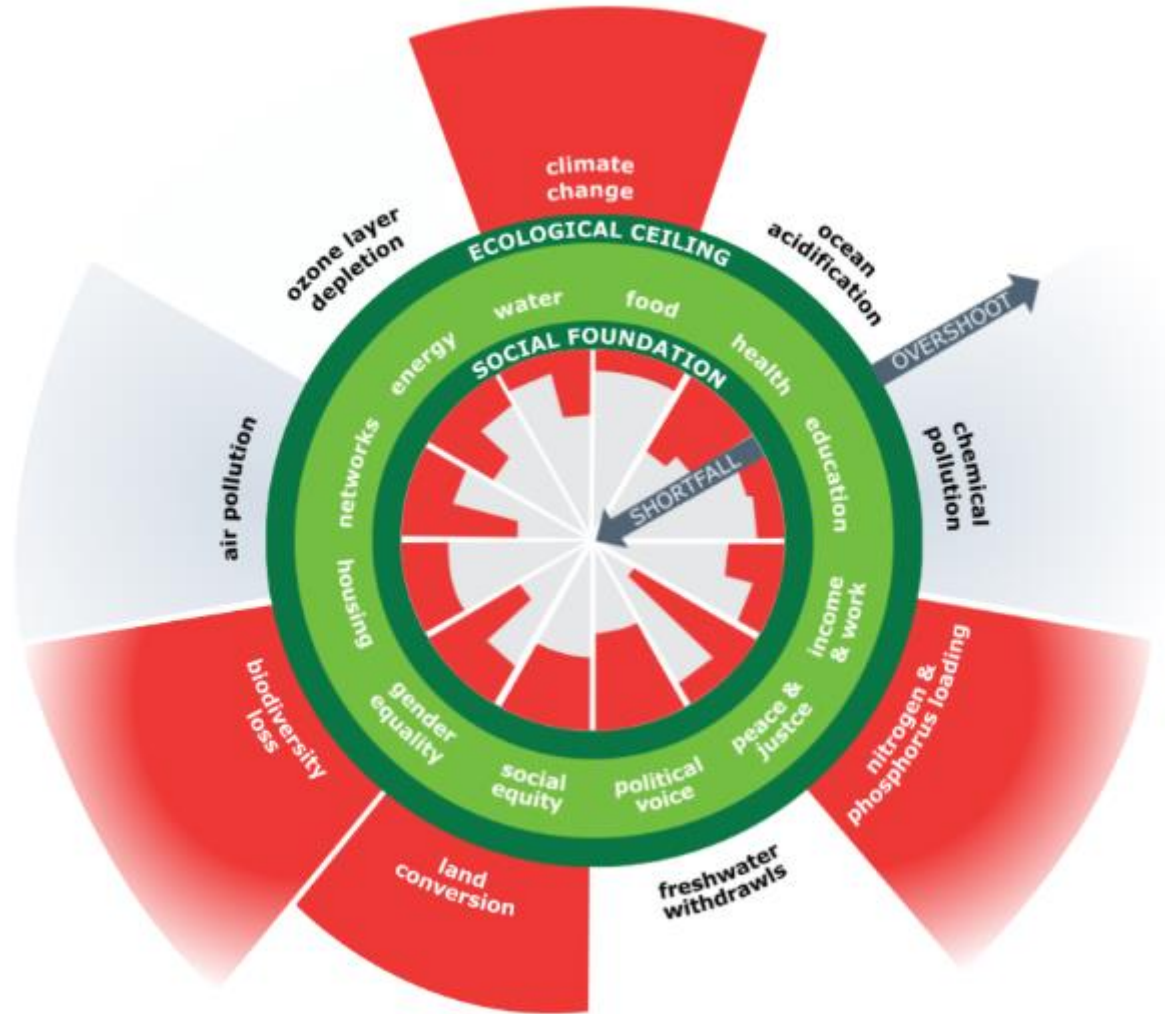 climate
change
ocean
acidification
OVERSHOOT
chemical
pollution
nitrogen &
phosphorus loading
freshwater
withdrawls
land
conversion
biodiversity
loss
air pollution
ozone layer
depletion
ECOLOGICAL CEILING
water
food
health
education
income
& work
peace &
justce
political
voice
social
equity
gender
equality
housing
networks
energy
SOCIAL FOUNDATION
SHORTFALL